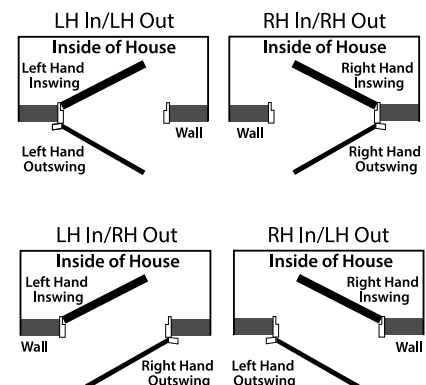 LH In/LH Out
Inside of House
Left Hand
Inswing
Wall
Left Hand
Outswing
RH In/RH Out
Inside of House
Right Hand
Inswing
Wall
Right Hand
Outswing
LH In/RH Out
Inside of House
Left Hand
Inswing
Wall
Right Hand
Outswing
RH In/LH Out
Inside of House
Right Hand
Inswing
Wall
Left Hand
Outswing